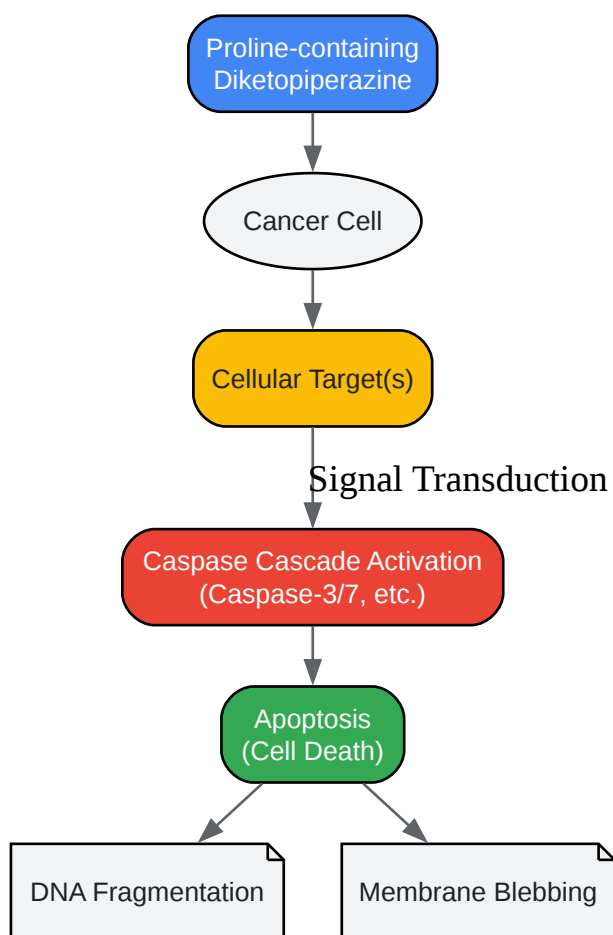 Proline-containing
Diketopiperazine
Cancer Cell
Cellular Target(s)
Signal Transduction
Caspase Cascade Activation
(Caspase-3/7, etc.)
Apoptosis
(Cell Death)
DNA Fragmentation
Membrane Blebbing